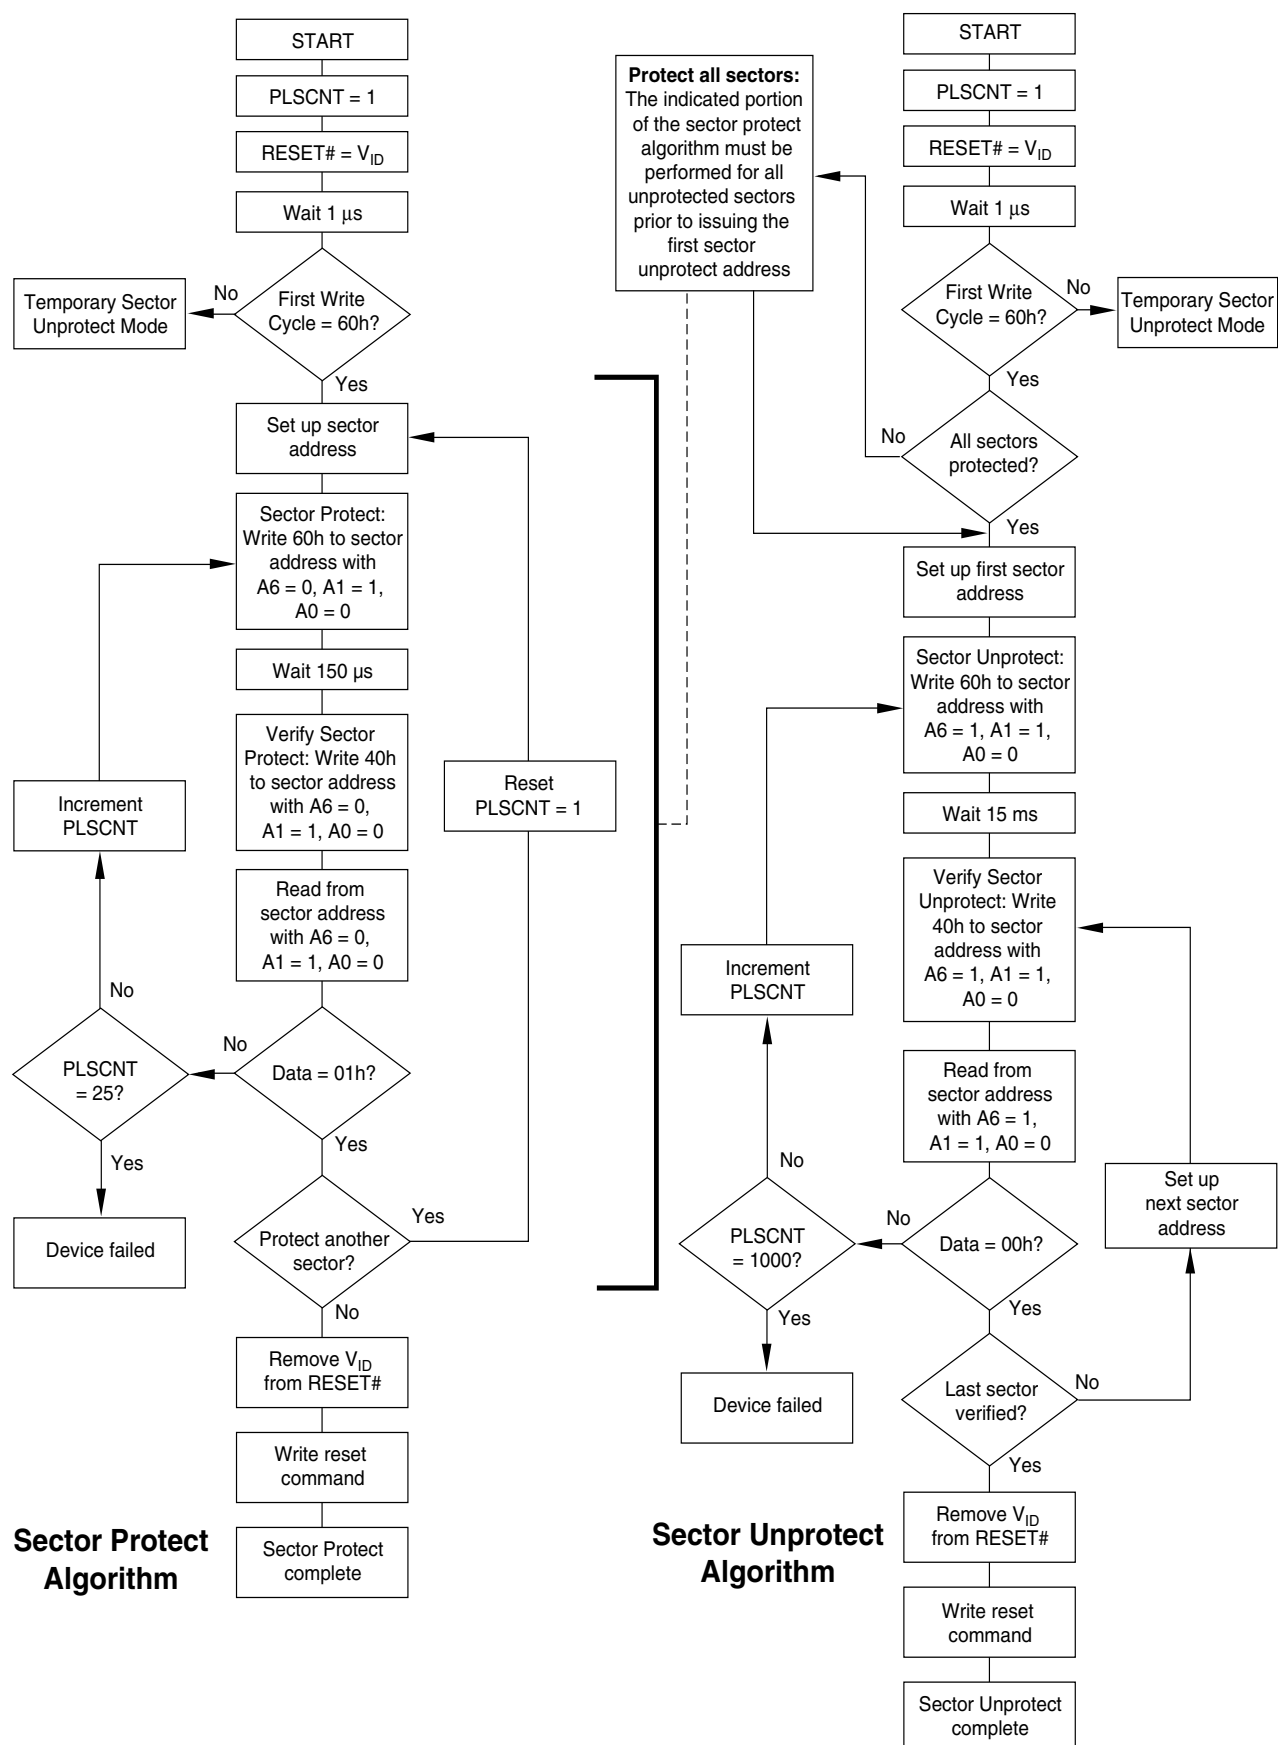 START
PLSCNT = 1
RESET# = VID
Wait 1 μs
No
First Write
Cycle = 60h?
Temporary Sector
Unprotect Mode
Yes
Set up sector
address
Sector Protect:
Write 60h to sector
address with
A6 = 0, A1 = 1,
A0 = 0
Wait 150 µs
Verify Sector
Protect: Write 40h
to sector address
with A6 = 0,
A1 = 1, A0 = 0
Increment
PLSCNT
Reset
PLSCNT = 1
Read from
sector address
with A6 = 0,
A1 = 1, A0 = 0
No
PLSCNT
= 25?
No
Data = 01h?
Yes
Yes
Device failed
Protect another
sector?
Yes
No
Remove VID
from RESET#
Write reset
command
Sector Protect
complete
Sector Protect
Algorithm
Protect all sectors:
The indicated portion
of the sector protect
algorithm must be
performed for all
unprotected sectors
prior to issuing the
first sector
unprotect address
START
PLSCNT = 1
RESET# = VID
Wait 1 μs
First Write
Cycle = 60h?
No
Temporary Sector
Unprotect Mode
Yes
No
All sectors
protected?
Yes
Set up first sector
address
Sector Unprotect:
Write 60h to sector
address with
A6 = 1, A1 = 1,
A0 = 0
Wait 15 ms
Verify Sector
Unprotect: Write
40h to sector
address with
A6 = 1, A1 = 1,
A0 = 0
Increment
PLSCNT
Read from
sector address
with A6 = 1,
A1 = 1, A0 = 0
No
Set up
next sector
address
PLSCNT
= 1000?
No
Data = 00h?
Yes
Yes
Device failed
Last sector
verified?
No
Yes
Remove VID
from RESET#
Write reset
command
Sector Unprotect
complete
Sector Unprotect
Algorithm